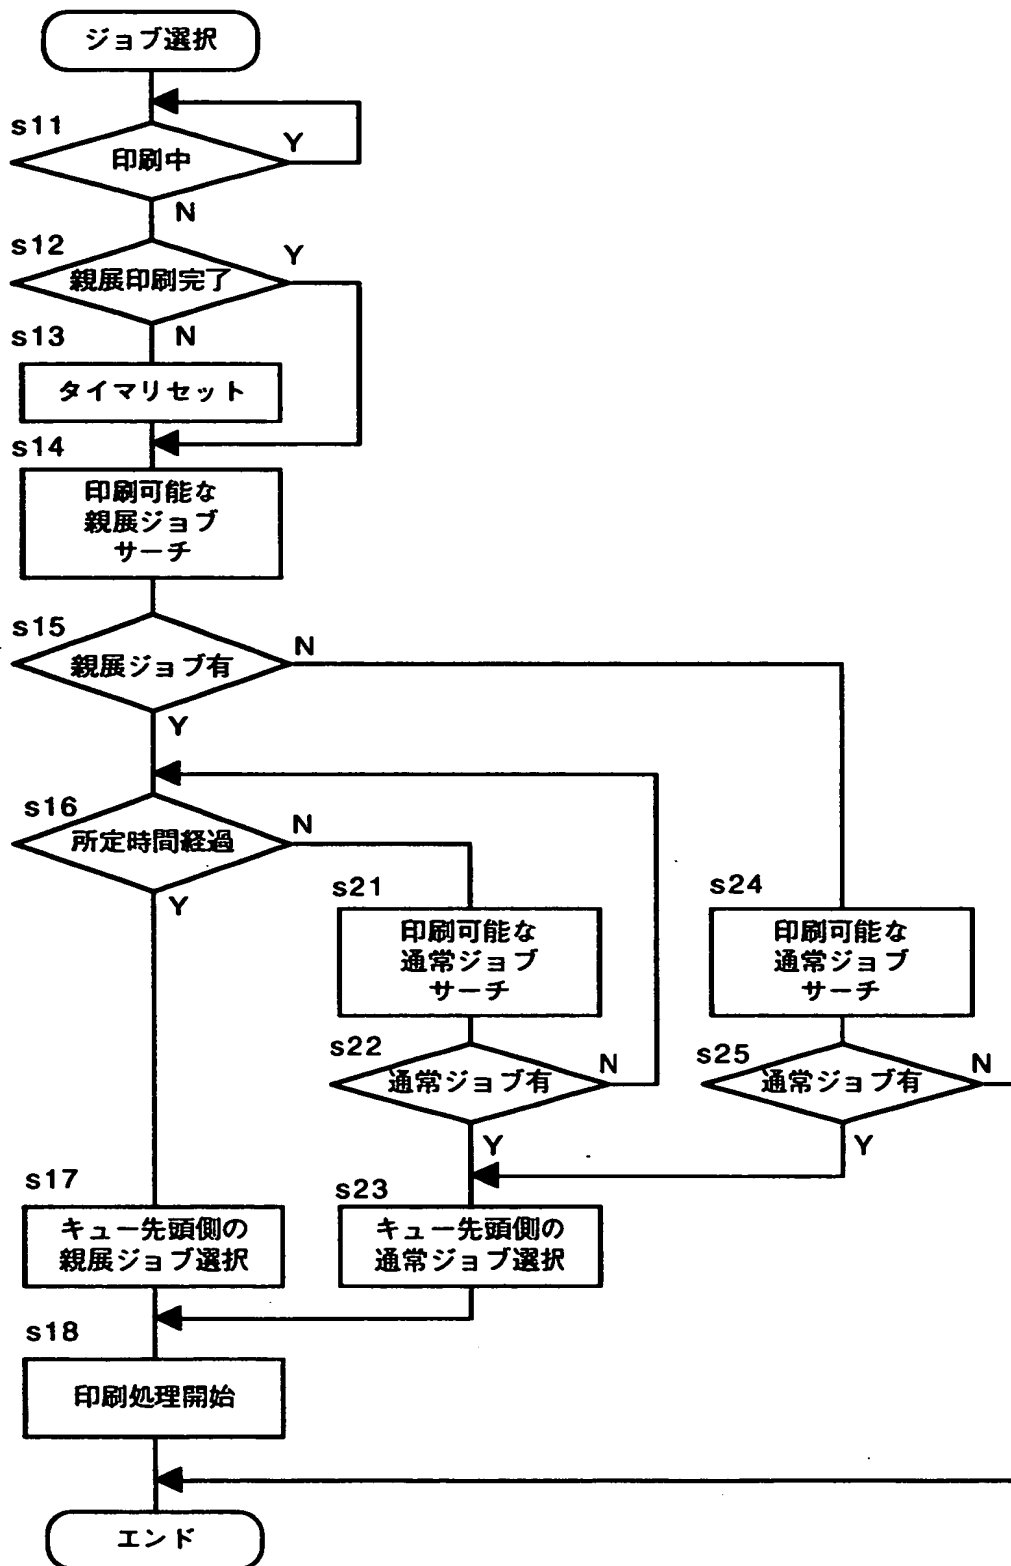 ジョブ選択
s11
印刷中
Y
N
s12
親展印刷完了
Y
N
s13
タイマリセット
s14
印刷可能な
親展ジョブ
サーチ
s15
親展ジョブ有
N
Y
s16
所定時間経過
N
Y
s21
印刷可能な
通常ジョブ
サーチ
s22
通常ジョブ有
N
Y
s24
印刷可能な
通常ジョブ
サーチ
s25
通常ジョブ有
N
Y
s17
キュー先頭側の
親展ジョブ選択
s23
キュー先頭側の
通常ジョブ選択
s18
印刷処理開始
エンド